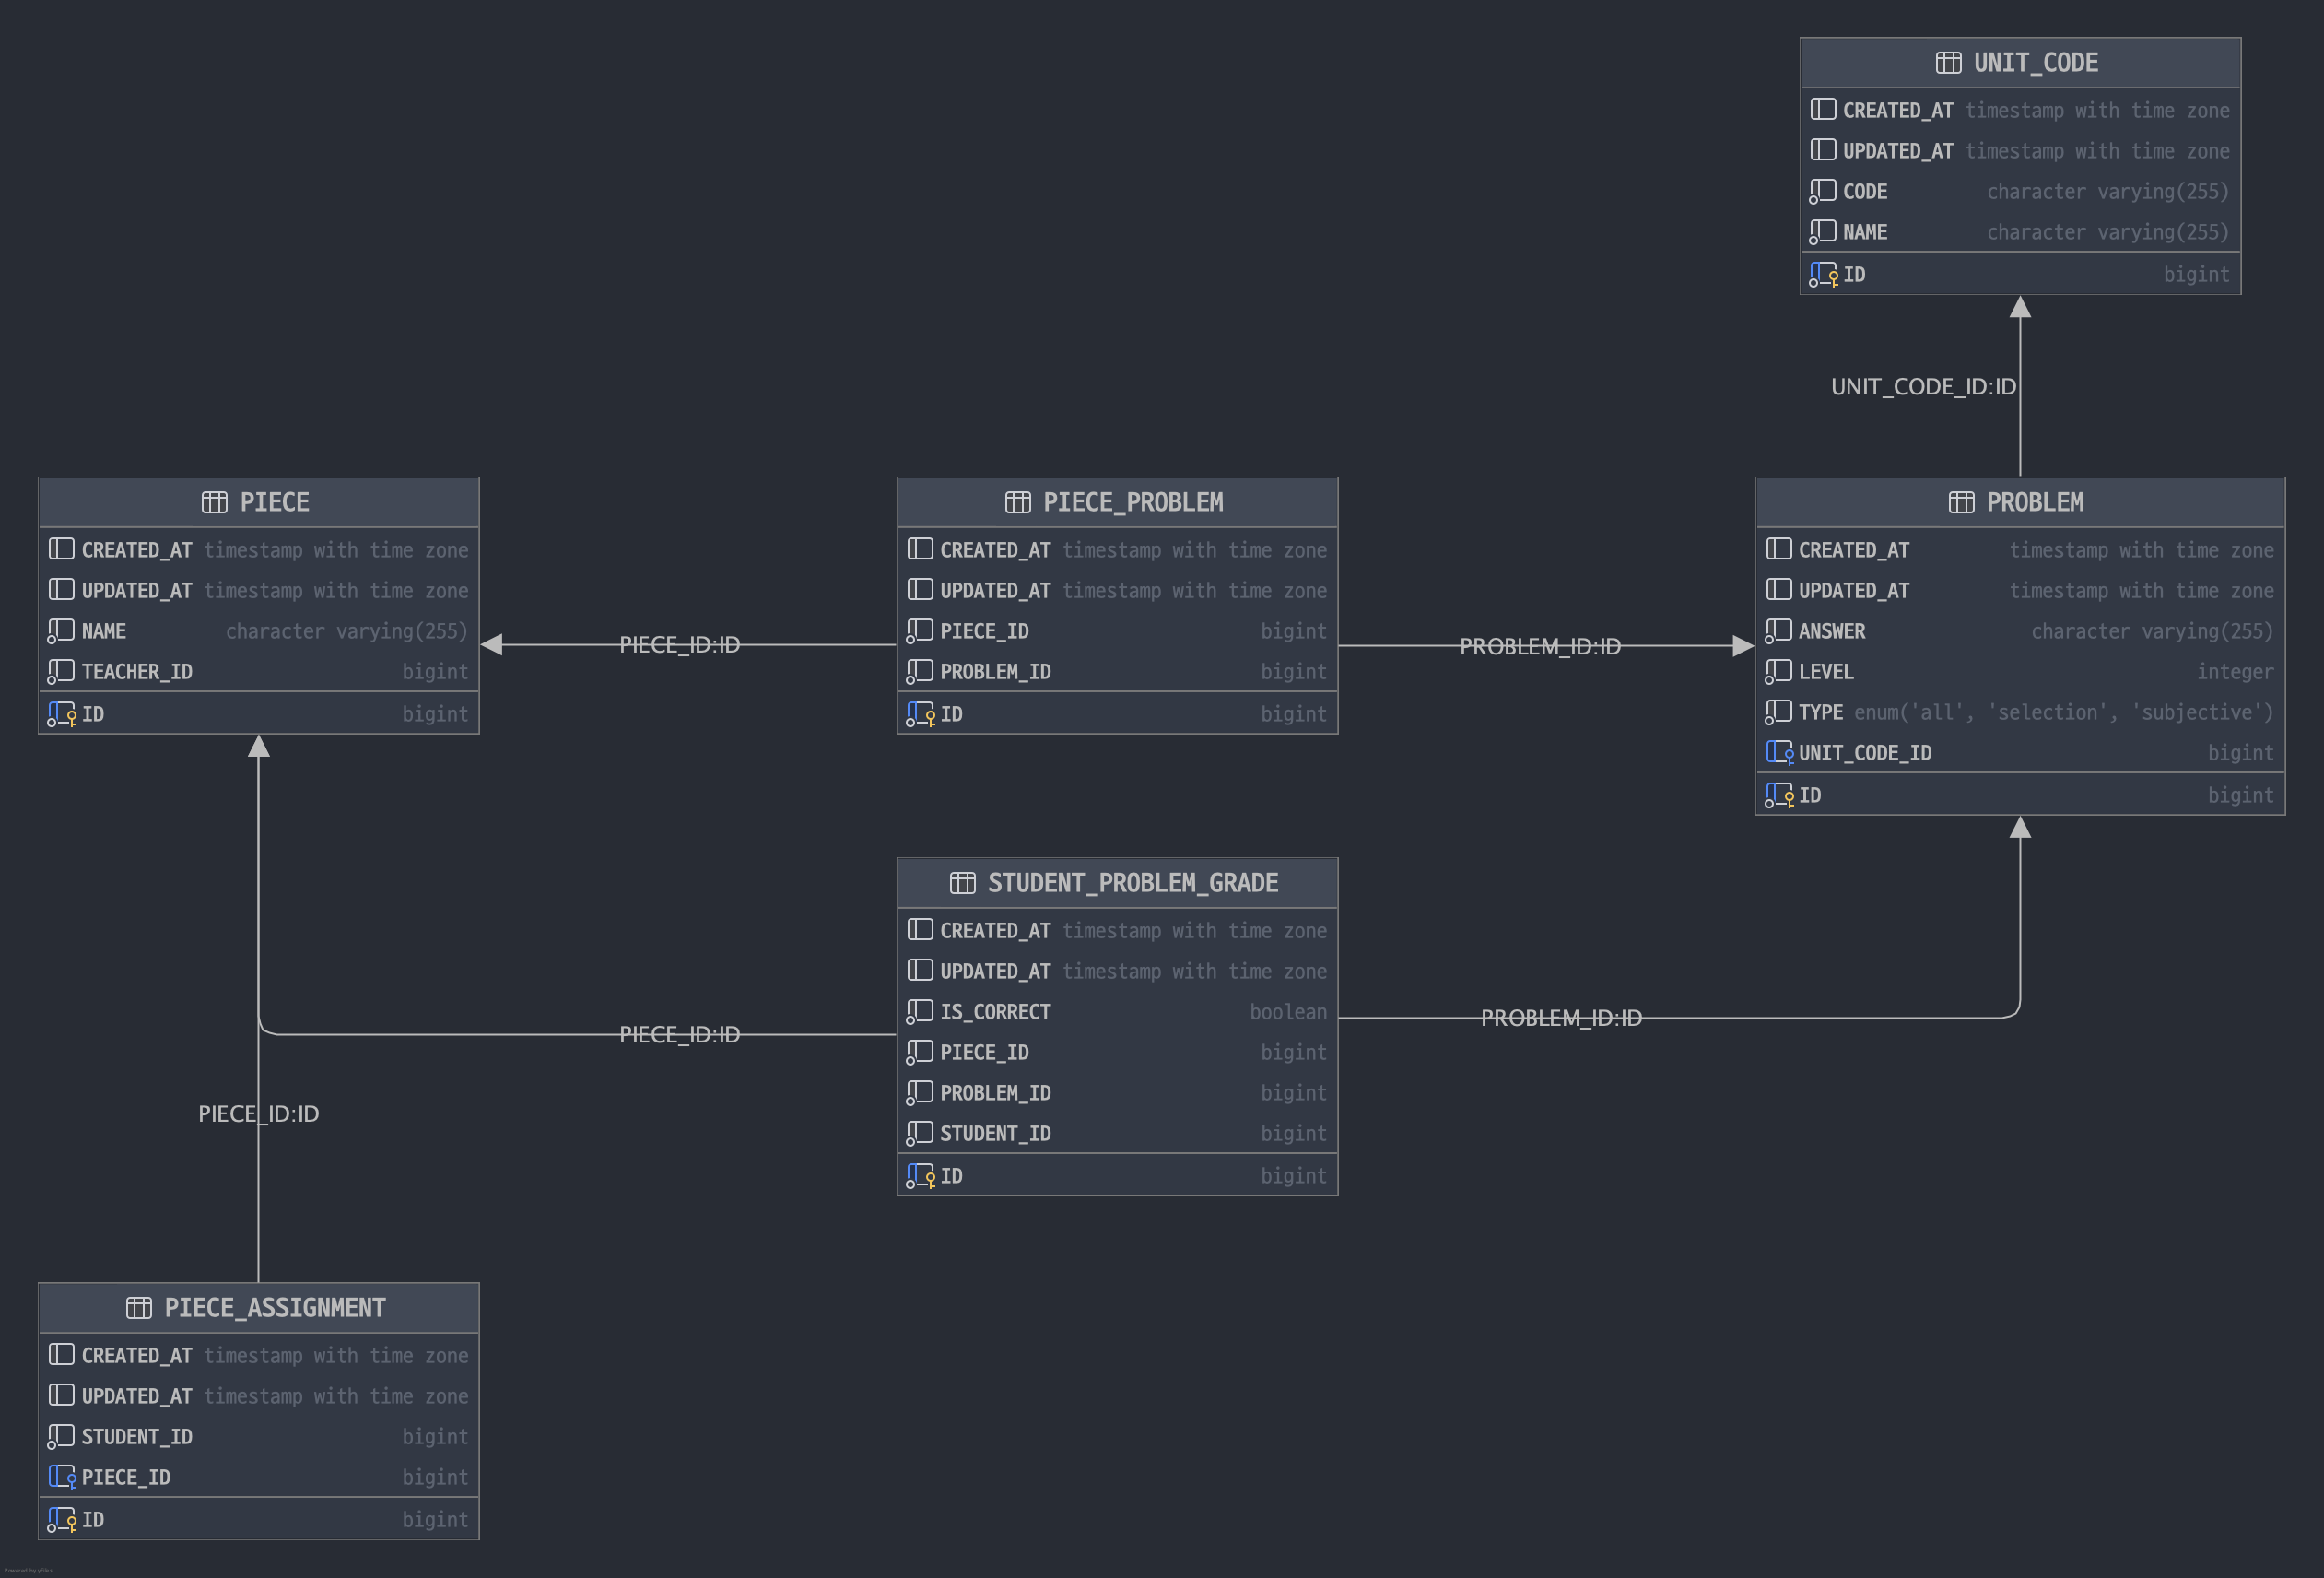 UNIT_CODE
CREATED_AT timestamp with time zone
UPDATED_AT timestamp with time zone
CODE character varying(255)
NAME character varying(255)
ID bigint
UNIT_CODE_ID:ID
PIECE
CREATED_AT timestamp with time zone
UPDATED_AT timestamp with time zone
NAME character varying(255)
TEACHER_ID bigint
ID bigint
PIECE_ID:ID
PIECE_PROBLEM
CREATED_AT timestamp with time zone
UPDATED_AT timestamp with time zone
PIECE_ID bigint
PROBLEM_ID bigint
ID bigint
PROBLEM_ID:ID
PROBLEM
CREATED_AT timestamp with time zone
UPDATED_AT timestamp with time zone
ANSWER character varying(255)
LEVEL integer
TYPE enum('all', 'selection', 'subjective')
UNIT_CODE_ID bigint
ID bigint
STUDENT_PROBLEM_GRADE
CREATED_AT timestamp with time zone
UPDATED_AT timestamp with time zone
IS_CORRECT boolean
PIECE_ID bigint
PROBLEM_ID bigint
STUDENT_ID bigint
ID bigint
PIECE_ID:ID
PROBLEM_ID:ID
PIECE_ID:ID
PIECE_ASSIGNMENT
CREATED_AT timestamp with time zone
UPDATED_AT timestamp with time zone
STUDENT_ID bigint
PIECE_ID bigint
ID bigint
Powered by yFiles